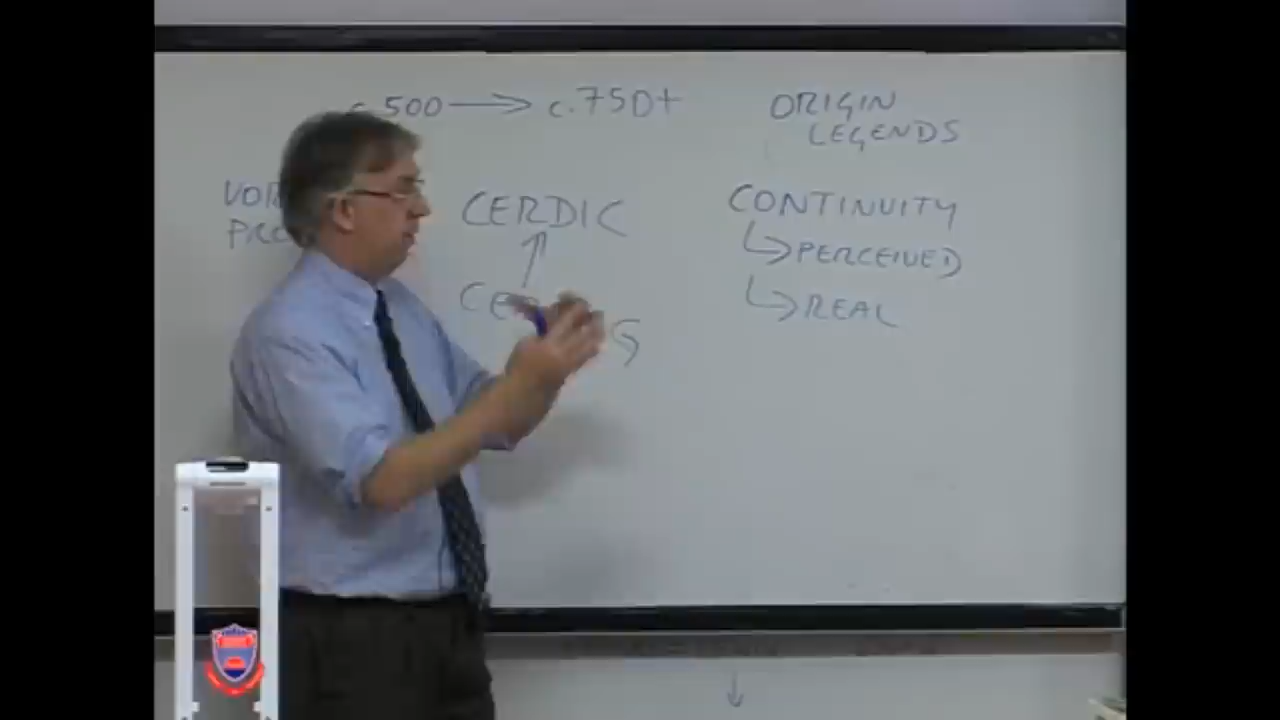 c.500 → c.750+
ORIGIN
LEGENDS
CERDIC
CONTINUITY
↳ PERCEIVED
↳ REAL